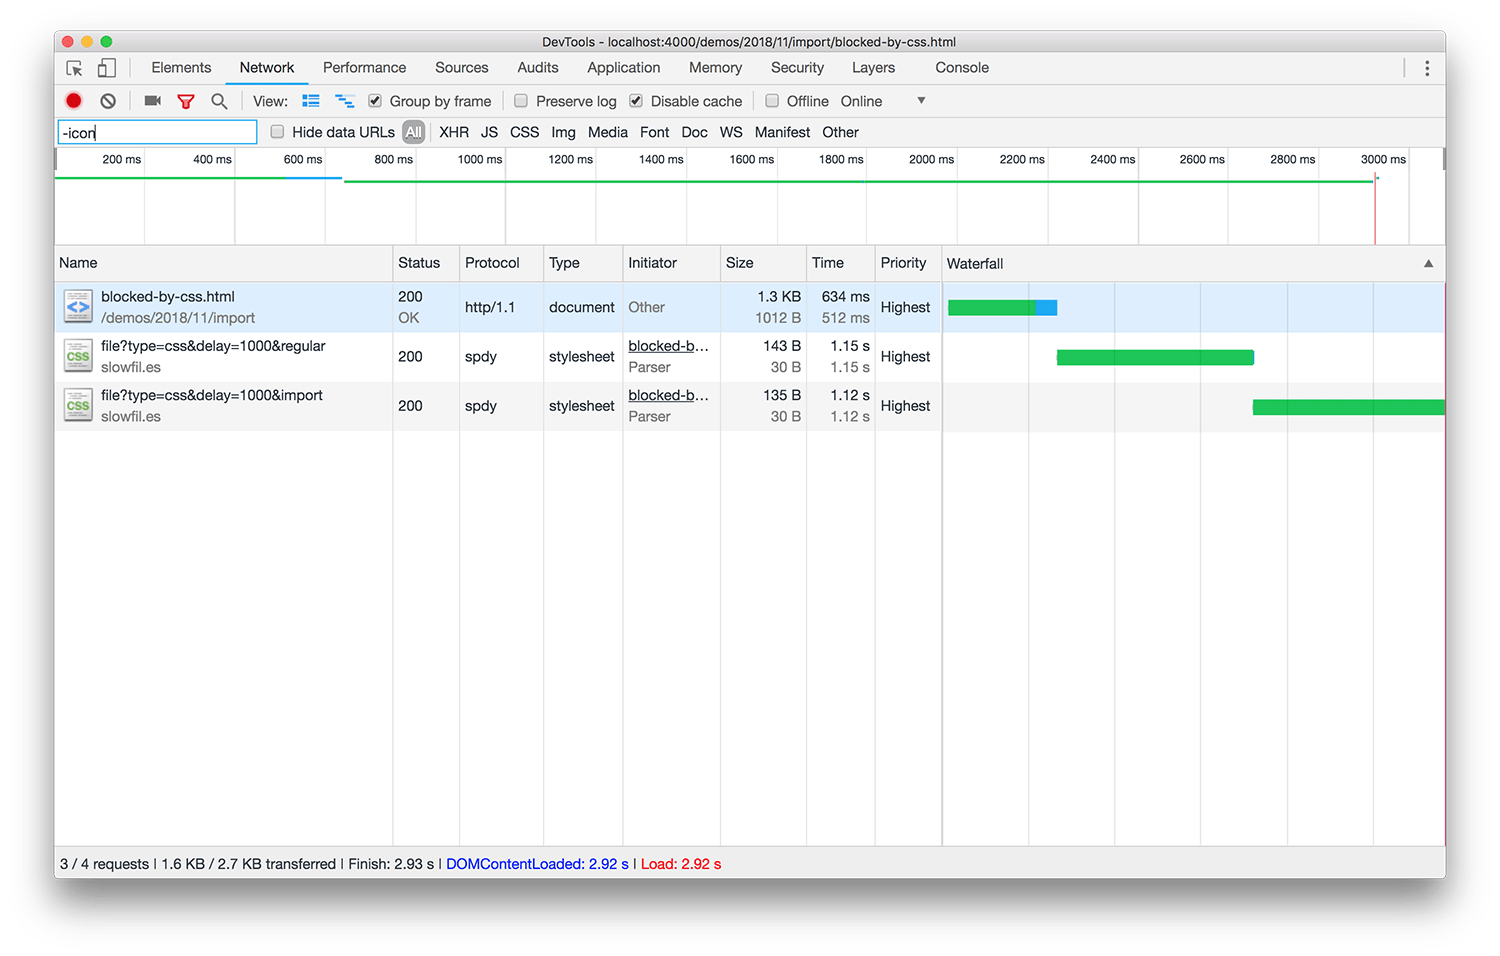 DevTools - localhost:4000/demos/2018/11/import/blocked-by-css.html
Elements Network Performance Sources Audits Application Memory Security Layers Console
View: Group by frame Preserve log Disable cache Offline Online
-icon Hide data URLs All XHR JS CSS Img Media Font Doc WS Manifest Other
200 ms 400 ms 600 ms 800 ms 1000 ms 1200 ms 1400 ms 1600 ms 1800 ms 2000 ms 2200 ms 2400 ms 2600 ms 2800 ms 3000 ms
Name Status Protocol Type Initiator Size Time Priority Waterfall
blocked-by-css.html 200 http/1.1 document Other 1.3 KB 634 ms Highest
/demos/2018/11/import OK 1012 B 512 ms
CSS file?type=css&delay=1000&regular 200 spdy stylesheet blocked-b... 143 B 1.15 s Highest
slowfil.es Parser 30 B 1.15 s
CSS file?type=css&delay=1000&import 200 spdy stylesheet blocked-b... 135 B 1.12 s Highest
slowfil.es Parser 30 B 1.12 s
3 / 4 requests | 1.6 KB / 2.7 KB transferred | Finish: 2.93 s | DOMContentLoaded: 2.92 s | Load: 2.92 s